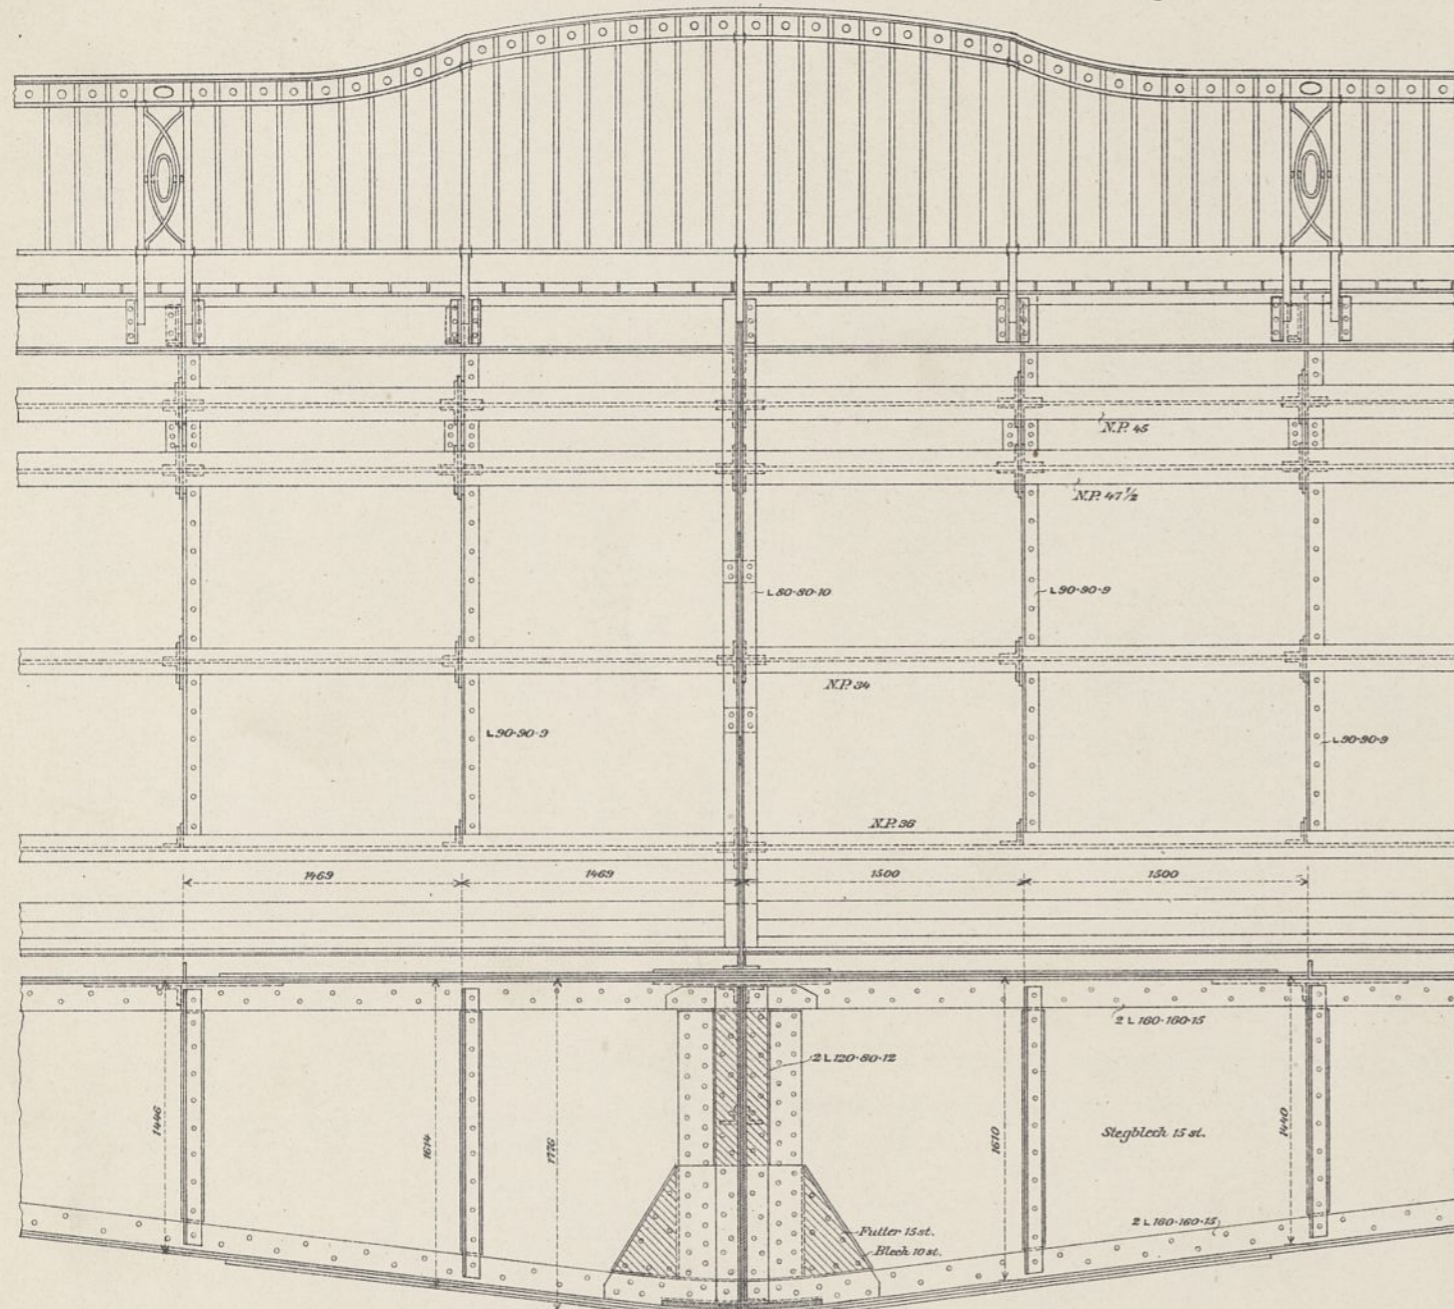 N.P. 45
N.P. 47 1/2
L 80·80·10
L 90·90·9
N.P. 34
L 90·90·9
L 90·90·9
N.P. 36
1469
1469
1500
1500
2 L 160·160·15
2 L 120·80·12
1446
1614
1776
1610
Stegblech 15 st.
1440
2 L 160·160·15
Futter 15 st.
Blech 10 st.